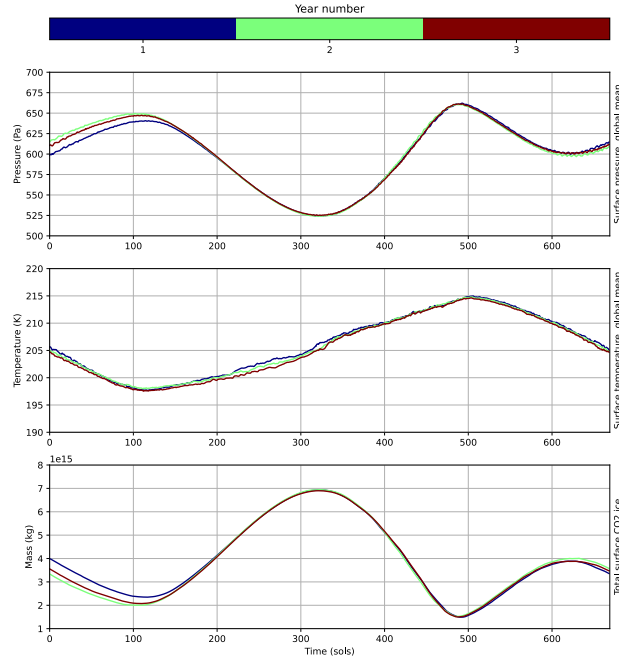 Year number
1 2 3
700
675
650
625
600
575
550
525
500
Pressure (Pa)
0 100 200 300 400 500 600
Surface pressure, global mean
220
215
210
205
200
195
190
Temperature (K)
0 100 200 300 400 500 600
Surface temperature, global mean
1e15
8
7
6
5
4
3
2
1
Mass (kg)
0 100 200 300 400 500 600
Time (sols)
Total surface CO2 ice